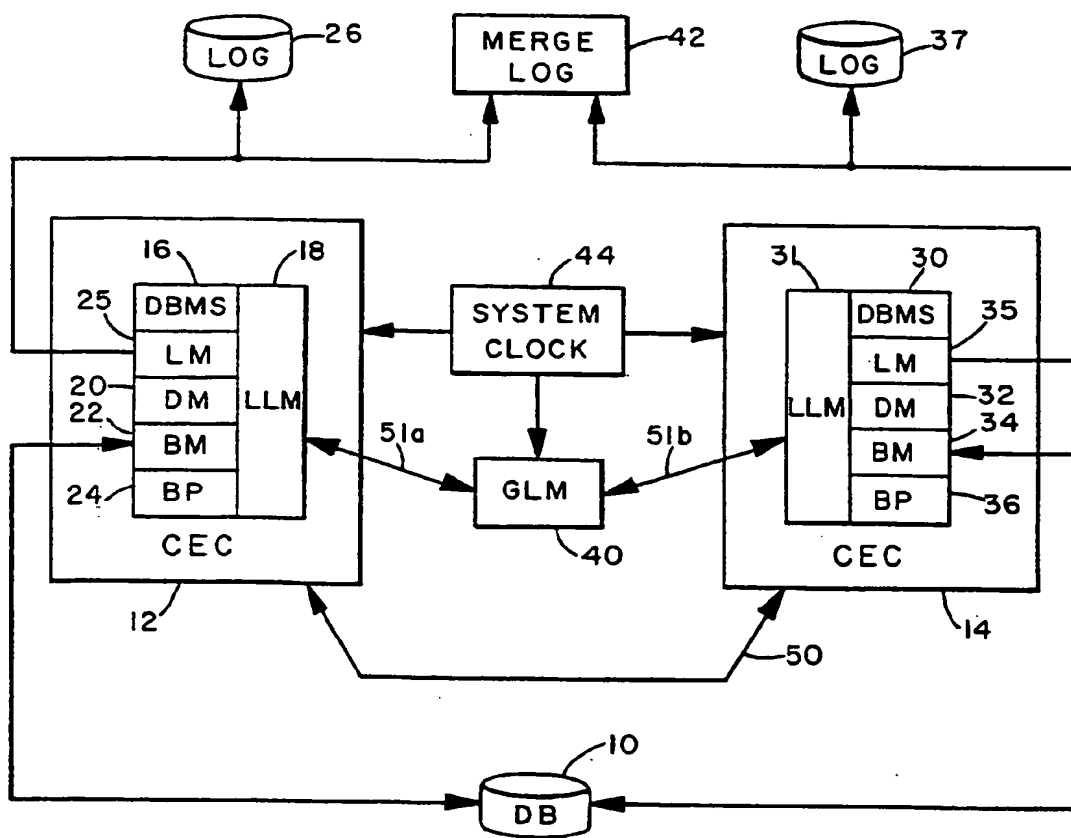 LOG
26
MERGE
LOG
42
LOG
37
16
18
25
DBMS
LM
20
DM
22
BM
24
BP
LLM
CEC
12
44
SYSTEM
CLOCK
51a
51b
GLM
40
31
30
DBMS
35
LM
LLM
DM
32
34
BM
BP
36
CEC
14
50
10
DB